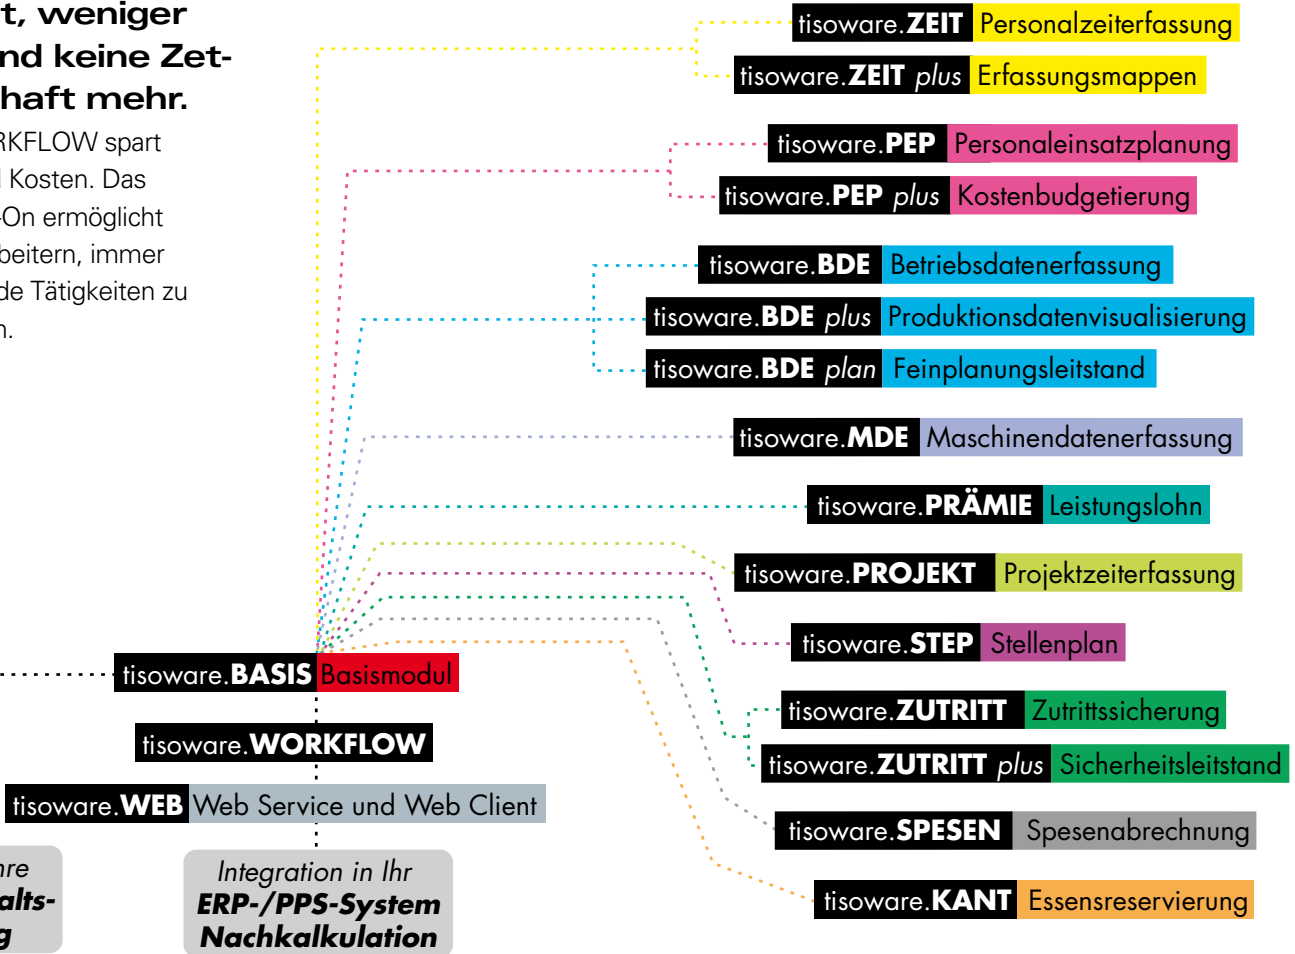 t, weniger
nd keine Zet-
haft mehr.
RKFLOW spart
Kosten. Das
-On ermöglicht
beitern, immer
de Tätigkeiten zu
n.
tisoware.ZEIT Personalzeiterfassung
tisoware.ZEIT plus Erfassungsmappen
tisoware.PEP Personaleinsatzplanung
tisoware.PEP plus Kostenbudgetierung
tisoware.BDE Betriebsdatenerfassung
tisoware.BDE plus Produktionsdatenvisualisierung
tisoware.BDE plan Feinplanungsleitstand
tisoware.MDE Maschinendatenerfassung
tisoware.PRÄMIE Leistungslohn
tisoware.PROJEKT Projektzeiterfassung
tisoware.STEP Stellenplan
tisoware.ZUTRITT Zutrittssicherung
tisoware.ZUTRITT plus Sicherheitsleitstand
tisoware.SPESEN Spesenabrechnung
tisoware.KANT Essensreservierung
tisoware.BASIS Basismodul
tisoware.WORKFLOW
tisoware.WEB Web Service und Web Client
hre
alts-
g
Integration in Ihr
ERP-/PPS-System
Nachkalkulation